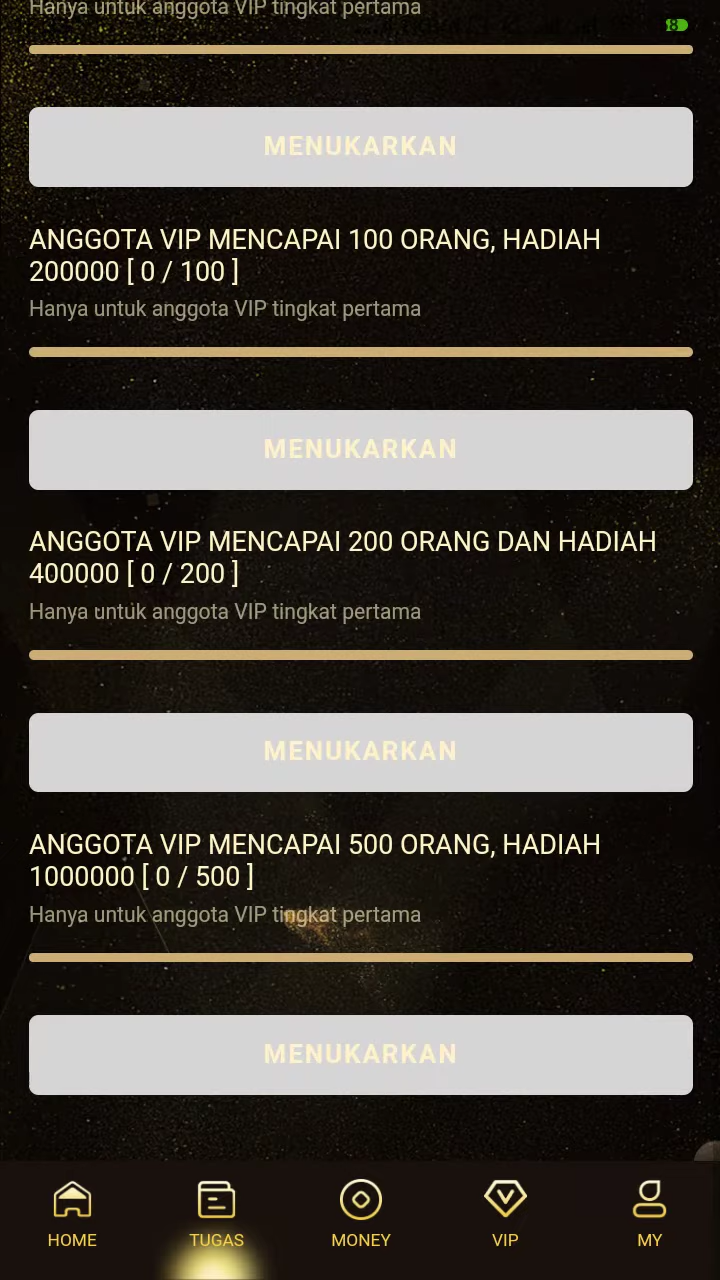 Hanya untuk anggota VIP tingkat pertama
8
MENUKARKAN
ANGGOTA VIP MENCAPAI 100 ORANG, HADIAH
200000 [ 0 / 100 ]
Hanya untuk anggota VIP tingkat pertama
MENUKARKAN
ANGGOTA VIP MENCAPAI 200 ORANG DAN HADIAH
400000 [ 0 / 200 ]
Hanya untuk anggota VIP tingkat pertama
MENUKARKAN
ANGGOTA VIP MENCAPAI 500 ORANG, HADIAH
1000000 [ 0 / 500 ]
Hanya untuk anggota VIP tingkat pertama
MENUKARKAN
HOME TUGAS MONEY VIP MY